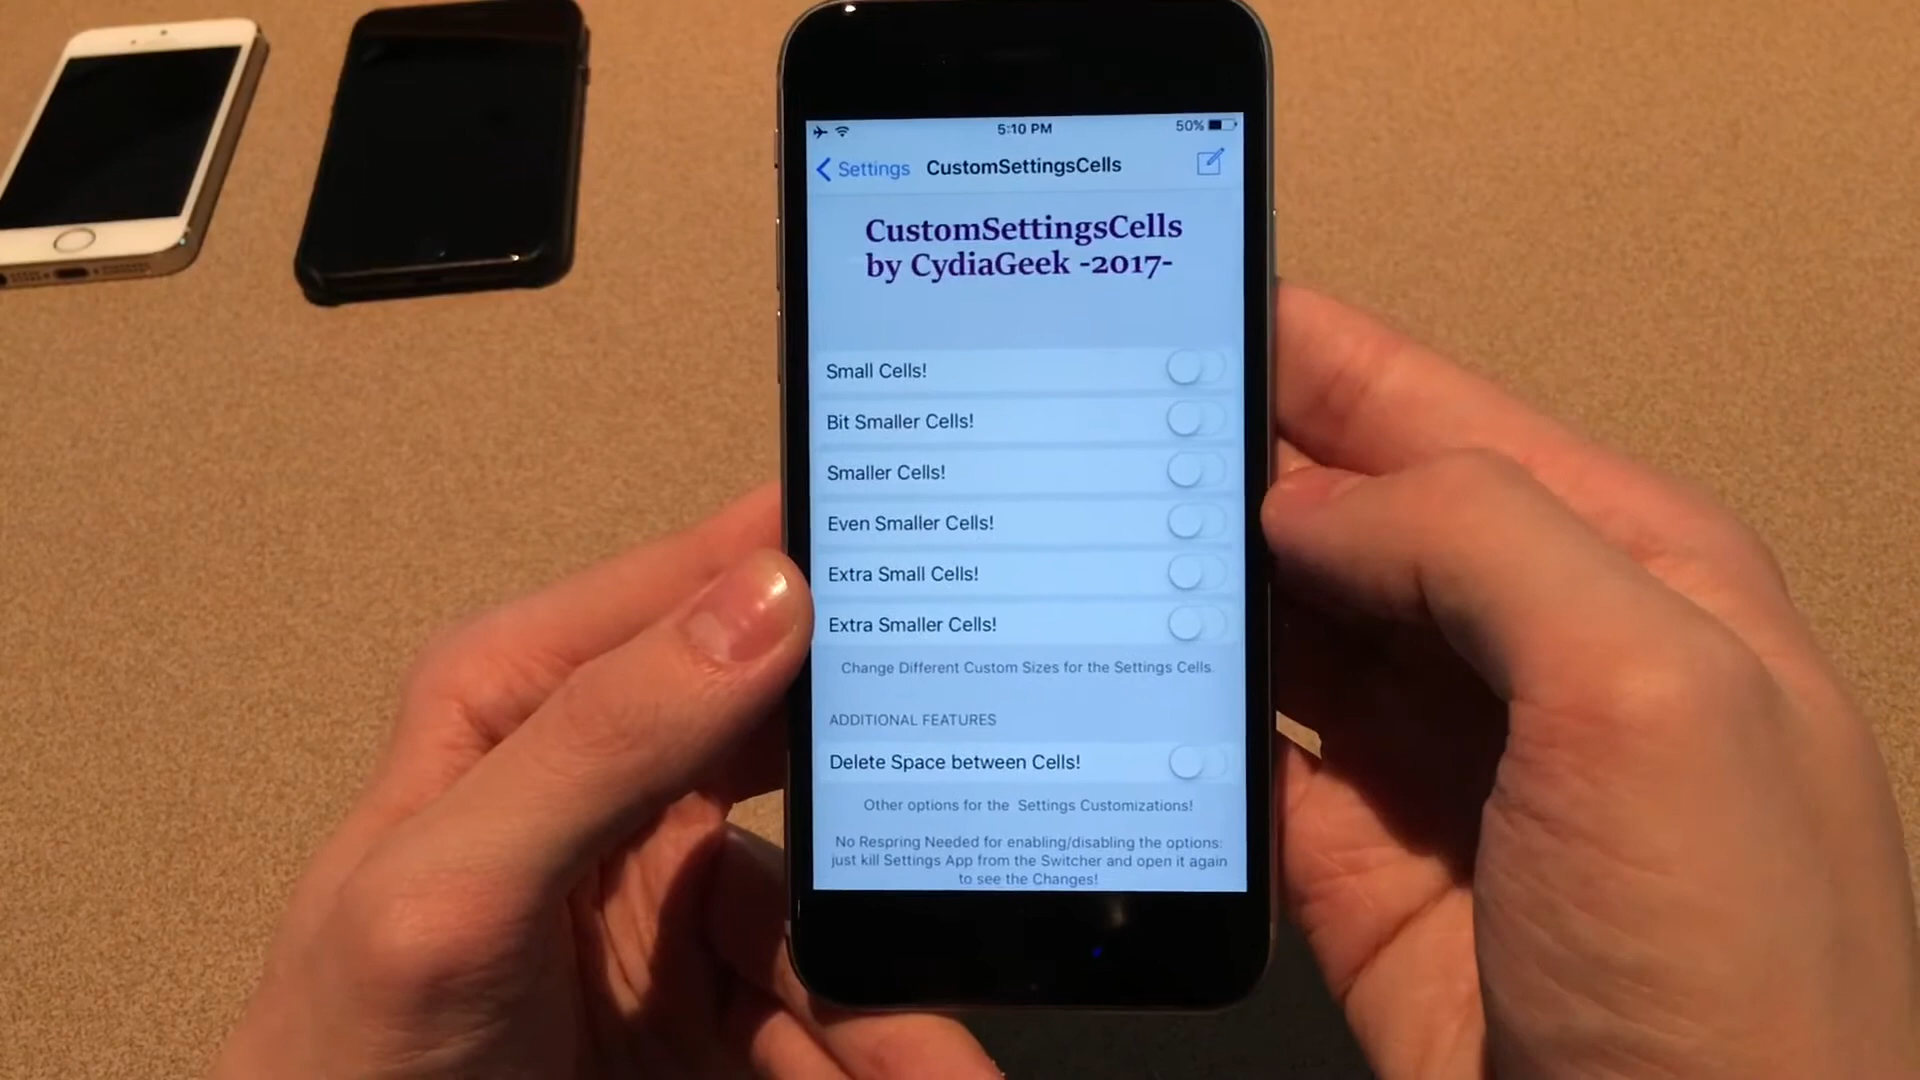 5:10 PM
50%
Settings
CustomSettingsCells
CustomSettingsCells
by CydiaGeek -2017-
Small Cells!
Bit Smaller Cells!
Smaller Cells!
Even Smaller Cells!
Extra Small Cells!
Extra Smaller Cells!
Change Different Custom Sizes for the Settings Cells.
ADDITIONAL FEATURES
Delete Space between Cells!
Other options for the Settings Customizations!
No Respring Needed for enabling/disabling the options:
just kill Settings App from the Switcher and open it again
to see the Changes!